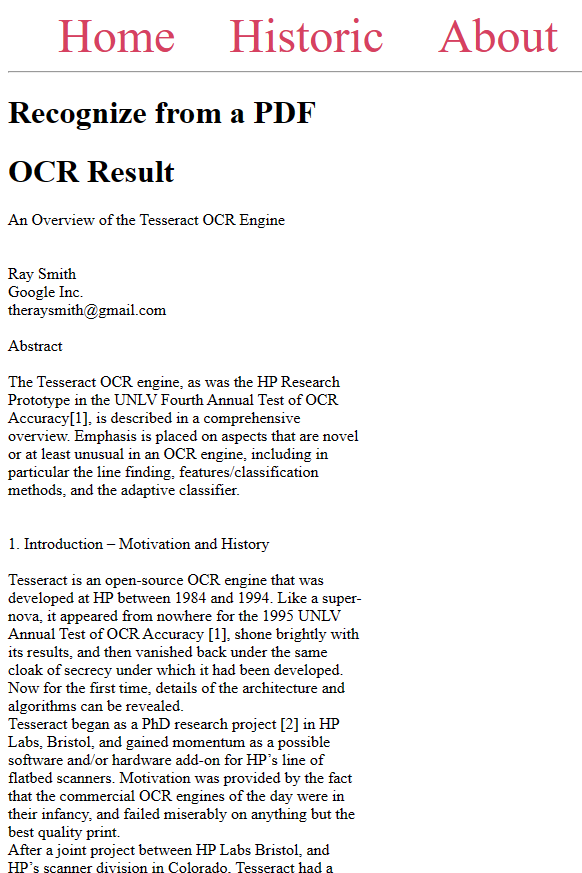 Home Historic About
Recognize from a PDF
OCR Result
An Overview of the Tesseract OCR Engine
Ray Smith
Google Inc.
theraysmith@gmail.com
Abstract
The Tesseract OCR engine, as was the HP Research
Prototype in the UNLV Fourth Annual Test of OCR
Accuracy[1], is described in a comprehensive
overview. Emphasis is placed on aspects that are novel
or at least unusual in an OCR engine, including in
particular the line finding, features/classification
methods, and the adaptive classifier.
1. Introduction – Motivation and History
Tesseract is an open-source OCR engine that was
developed at HP between 1984 and 1994. Like a super-
nova, it appeared from nowhere for the 1995 UNLV
Annual Test of OCR Accuracy [1], shone brightly with
its results, and then vanished back under the same
cloak of secrecy under which it had been developed.
Now for the first time, details of the architecture and
algorithms can be revealed.
Tesseract began as a PhD research project [2] in HP
Labs, Bristol, and gained momentum as a possible
software and/or hardware add-on for HP’s line of
flatbed scanners. Motivation was provided by the fact
that the commercial OCR engines of the day were in
their infancy, and failed miserably on anything but the
best quality print.
After a joint project between HP Labs Bristol, and
HP’s scanner division in Colorado, Tesseract had a